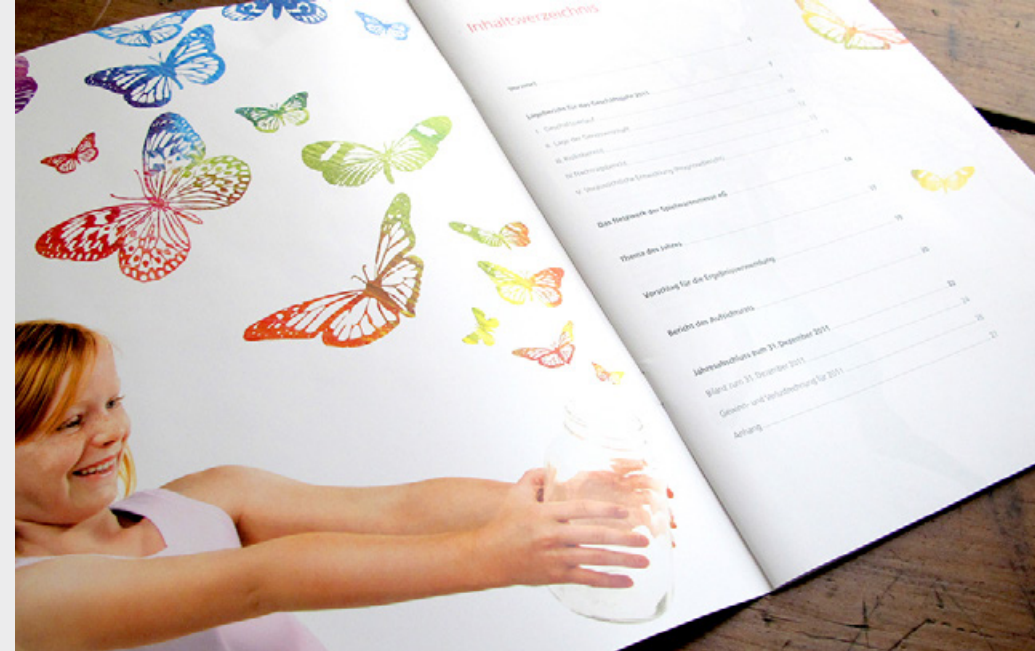 Inhaltsverzeichnis
Vorwort
Lagebericht für das Geschäftsjahr 2011
I. Geschäftsverlauf
II. Lage der Genossenschaft
III. Risikobericht
IV. Nachtragsbericht
V. Voraussichtliche Entwicklung (Prognosebericht)
Das Netzwerk der Spielwarenmesse eG
Thema des Jahres
Vorschlag für die Ergebnisverwendung
Bericht des Aufsichtsrats
Jahresabschluss zum 31. Dezember 2011
Bilanz zum 31. Dezember 2011
Gewinn- und Verlustrechnung für 2011
Anhang